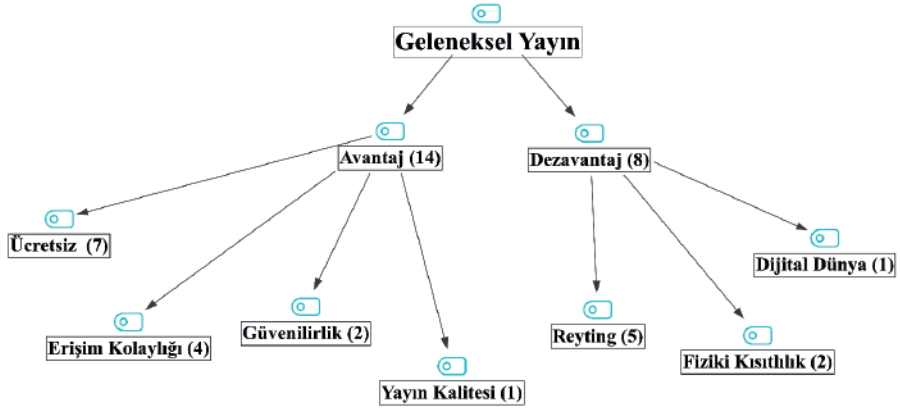 Geleneksel Yayın
Avantaj (14)
Dezavantaj (8)
Ücretsiz (7)
Dijital Dünya (1)
Erişim Kolaylığı (4)
Güvenilirlik (2)
Reyting (5)
Fiziki Kısıtlılık (2)
Yayın Kalitesi (1)